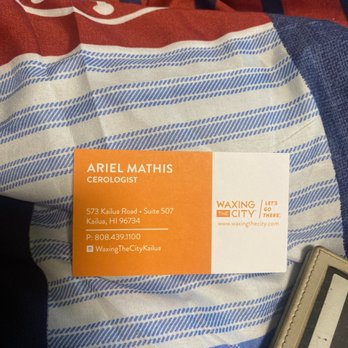 ARIEL MATHIS
CEROLOGIST
573 Kailua Road - Suite 507
Kailua, HI 96734
P: 808.439.1100
WaxingTheCityKailua
WAXING
THE CITY
LET'S
GO
THERE.
www.waxingthecity.com